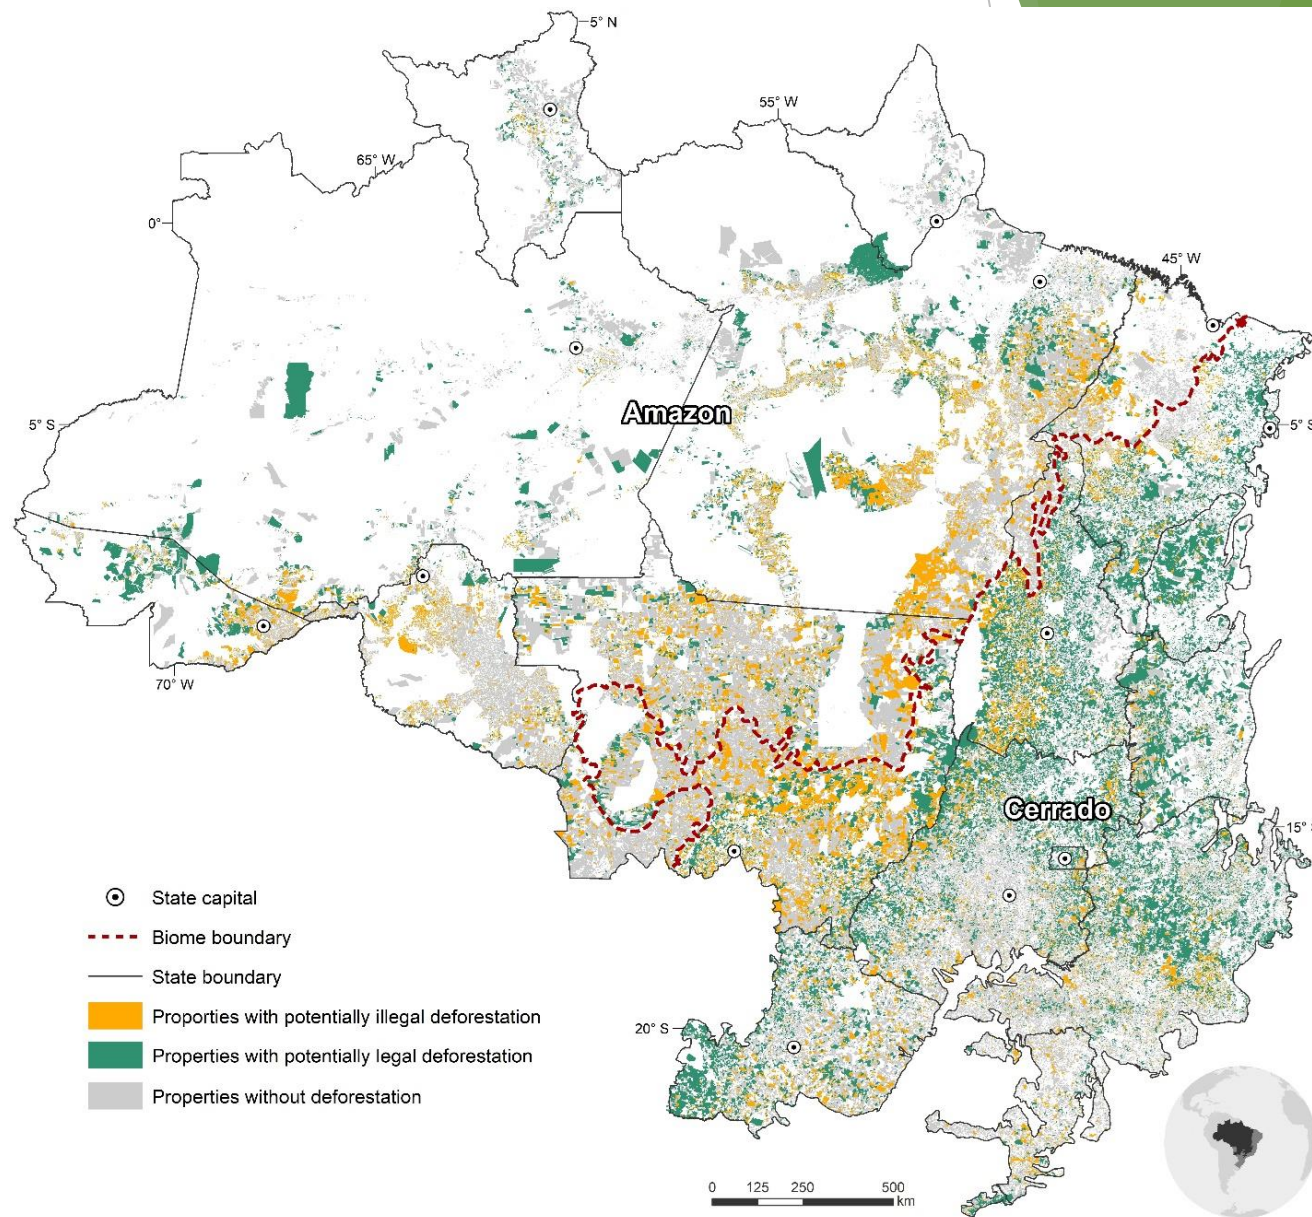 5° N
55° W
65° W
0°
45° W
Amazon
5° S
5° S
70° W
Cerrado
15° S
State capital
Biome boundary
State boundary
Proporties with potentially illegal deforestation
20° S
Properties with potentially legal deforestation
Properties without deforestation
0 125 250 500
km